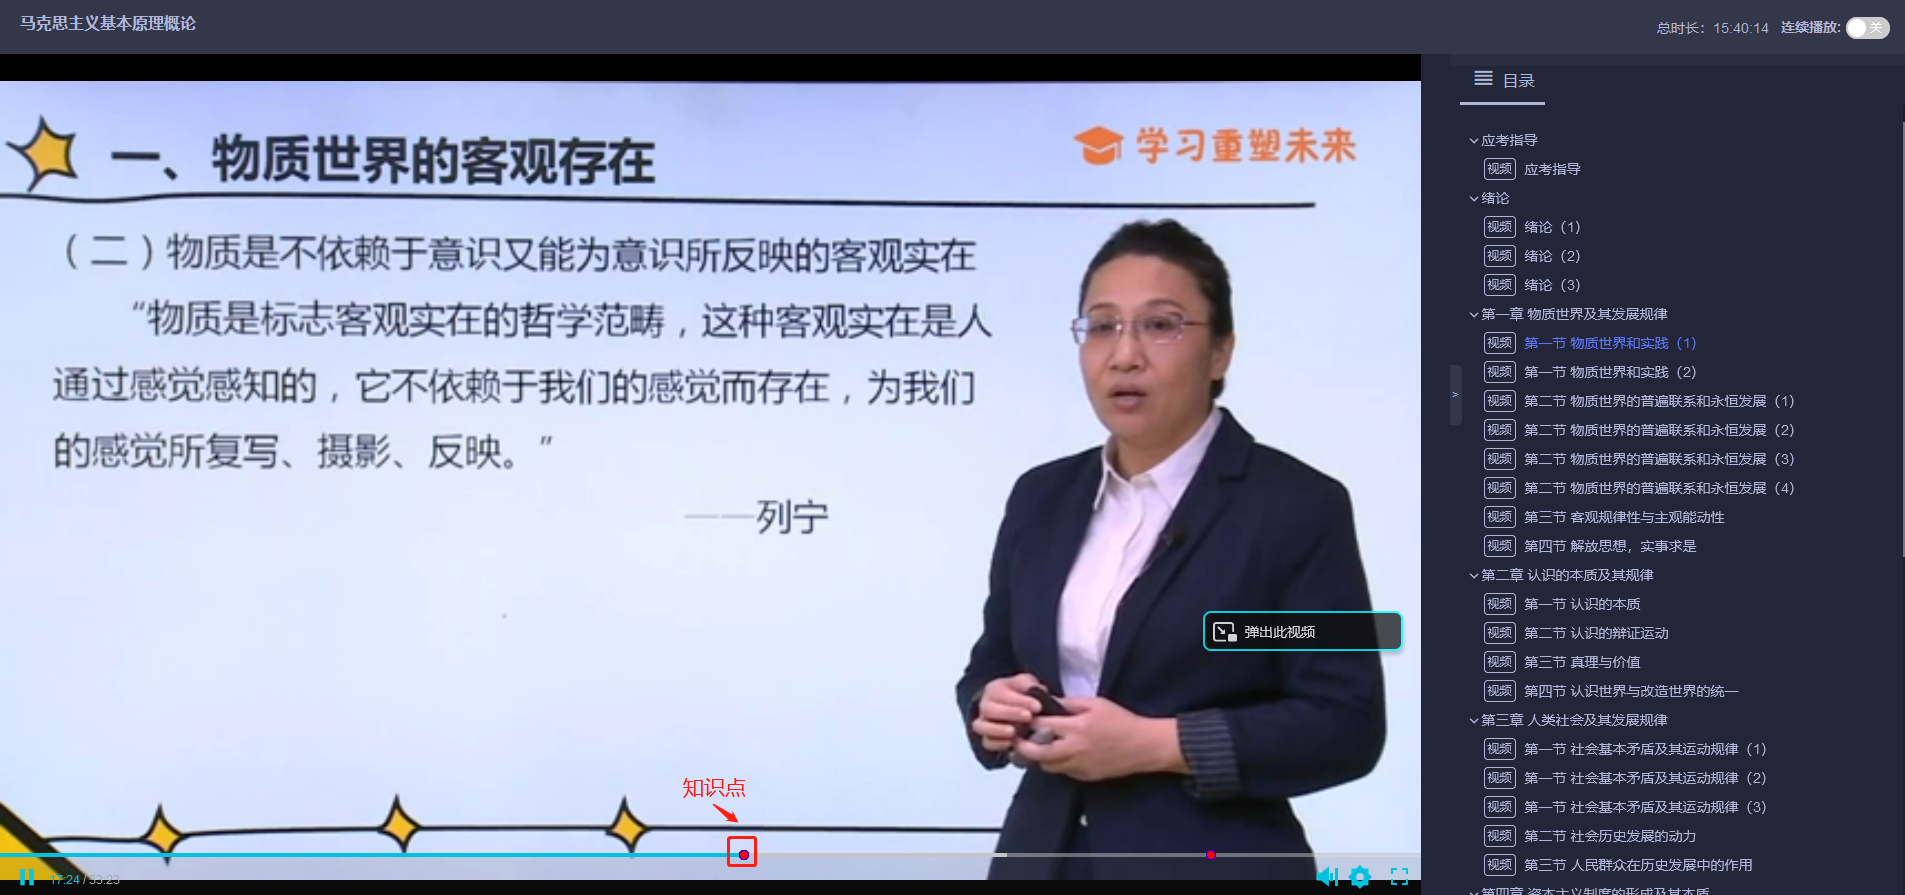 马克思主义基本原理概论
总时长：15:40:14 连续播放: 关
一、物质世界的客观存在
学习重塑未来
（二）物质是不依赖于意识又能为意识所反映的客观实在
“物质是标志客观实在的哲学范畴，这种客观实在是人
通过感觉感知的，它不依赖于我们的感觉而存在，为我们
的感觉所复写、摄影、反映。”
——列宁
弹出此视频
知识点
17:24 / 33:23
目录
>
应考指导
视频 应考指导
绪论
视频 绪论（1）
视频 绪论（2）
视频 绪论（3）
第一章 物质世界及其发展规律
视频 第一节 物质世界和实践（1）
视频 第一节 物质世界和实践（2）
视频 第二节 物质世界的普遍联系和永恒发展（1）
视频 第二节 物质世界的普遍联系和永恒发展（2）
视频 第二节 物质世界的普遍联系和永恒发展（3）
视频 第二节 物质世界的普遍联系和永恒发展（4）
视频 第三节 客观规律性与主观能动性
视频 第四节 解放思想，实事求是
第二章 认识的本质及其规律
视频 第一节 认识的本质
视频 第二节 认识的辩证运动
视频 第三节 真理与价值
视频 第四节 认识世界与改造世界的统一
第三章 人类社会及其发展规律
视频 第一节 社会基本矛盾及其运动规律（1）
视频 第一节 社会基本矛盾及其运动规律（2）
视频 第一节 社会基本矛盾及其运动规律（3）
视频 第二节 社会历史发展的动力
视频 第三节 人民群众在历史发展中的作用
第四章 资本主义制度的形成及其本质